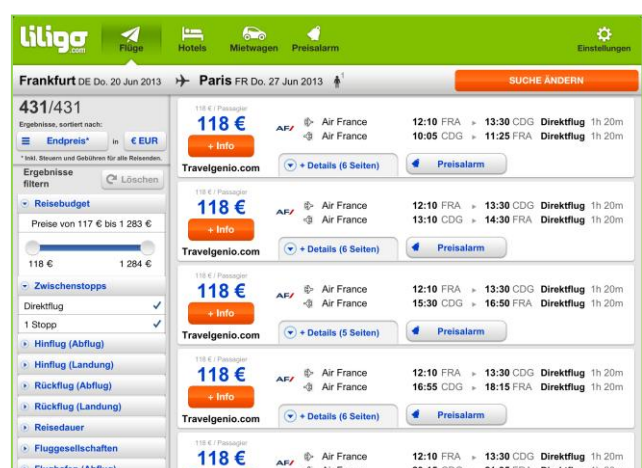 liligo.com
Flüge
Hotels
Mietwagen
Preisalarm
Einstellungen
Frankfurt DE Do. 20 Jun 2013
Paris FR Do. 27 Jun 2013
1
SUCHE ÄNDERN
431/431
Ergebnisse, sortiert nach:
Endpreis* in € EUR
* Inkl. Steuern und Gebühren für alle Reisenden.
Ergebnisse filtern
Löschen
Reisebudget
Preise von 117 € bis 1 283 €
118 € 1 284 €
Zwischenstopps
Direktflug
1 Stopp
Hinflug (Abflug)
Hinflug (Landung)
Rückflug (Abflug)
Rückflug (Landung)
Reisedauer
Fluggesellschaften
118 € / Passagier
118 €
+ Info
Travelgenio.com
AF
Air France 12:10 FRA 13:30 CDG Direktflug 1h 20m
Air France 10:05 CDG 11:25 FRA Direktflug 1h 20m
+ Details (6 Seiten)
Preisalarm
118 € / Passagier
118 €
+ Info
Travelgenio.com
AF
Air France 12:10 FRA 13:30 CDG Direktflug 1h 20m
Air France 13:10 CDG 14:30 FRA Direktflug 1h 20m
+ Details (6 Seiten)
Preisalarm
118 € / Passagier
118 €
+ Info
Travelgenio.com
AF
Air France 12:10 FRA 13:30 CDG Direktflug 1h 20m
Air France 15:30 CDG 16:50 FRA Direktflug 1h 20m
+ Details (5 Seiten)
Preisalarm
118 € / Passagier
118 €
+ Info
Travelgenio.com
AF
Air France 12:10 FRA 13:30 CDG Direktflug 1h 20m
Air France 16:55 CDG 18:15 FRA Direktflug 1h 20m
+ Details (6 Seiten)
Preisalarm
118 € / Passagier
118 €
AF
Air France 12:10 FRA 13:30 CDG Direktflug 1h 20m
Air France